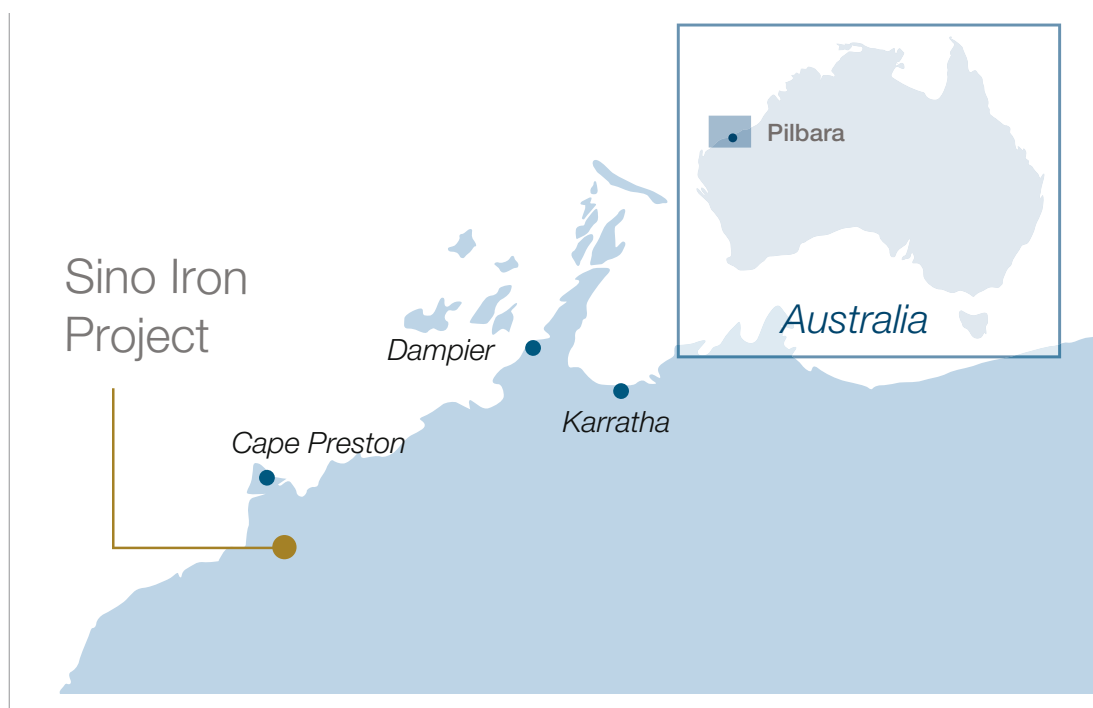 Pilbara
Sino Iron
Project
Australia
Dampier
Karratha
Cape Preston